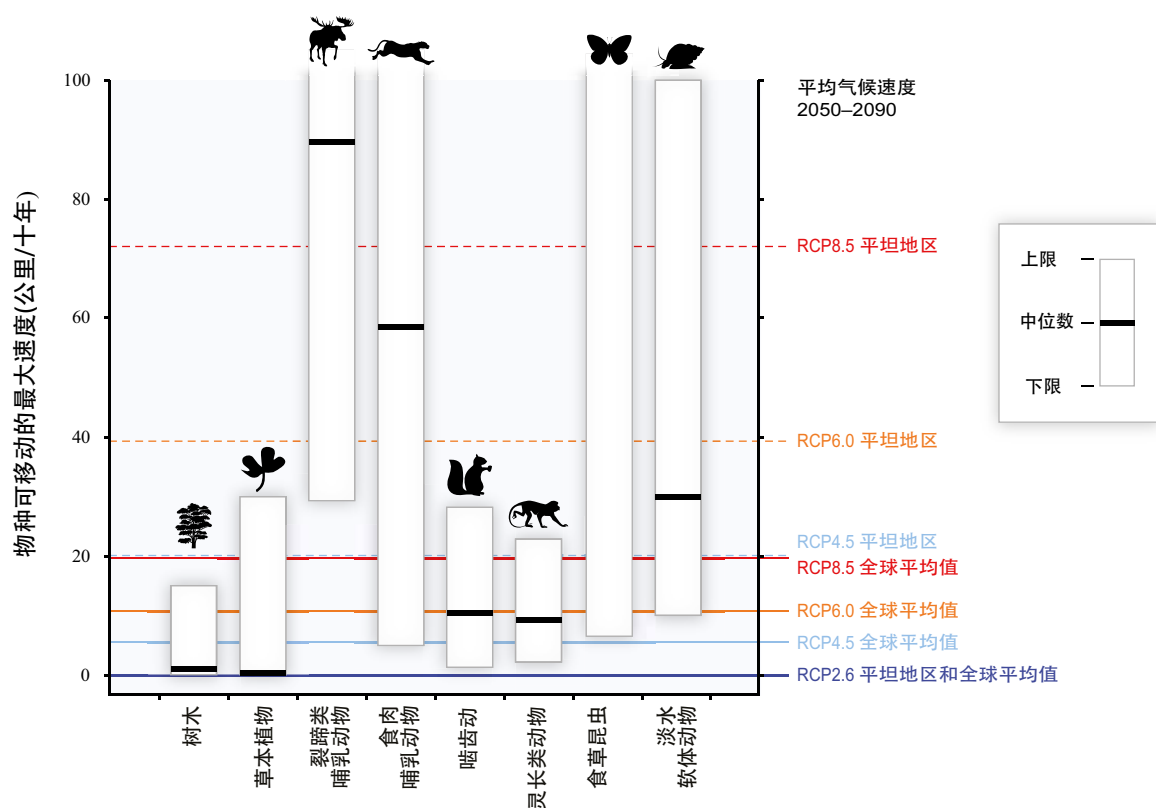 物种可移动的最大速度(公里/十年)
100
80
60
40
20
0
平均气候速度
2050–2090
RCP8.5 平坦地区
RCP6.0 平坦地区
RCP4.5 平坦地区
RCP8.5 全球平均值
RCP6.0 全球平均值
RCP4.5 全球平均值
RCP2.6 平坦地区和全球平均值
上限
中位数
下限
树木
草本植物
裂蹄类
哺乳动物
食肉
哺乳动物
啮齿动
灵长类动物
食草昆虫
淡水
软体动物